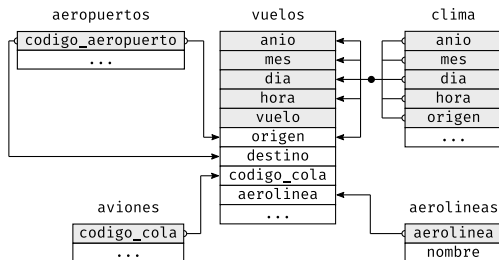 aeropuertos
codigo_aeropuerto
...
vuelos
anio
mes
dia
hora
vuelo
origen
destino
codigo_cola
aerolinea
...
clima
anio
mes
dia
hora
origen
...
aviones
codigo_cola
...
aerolineas
aerolinea
nombre